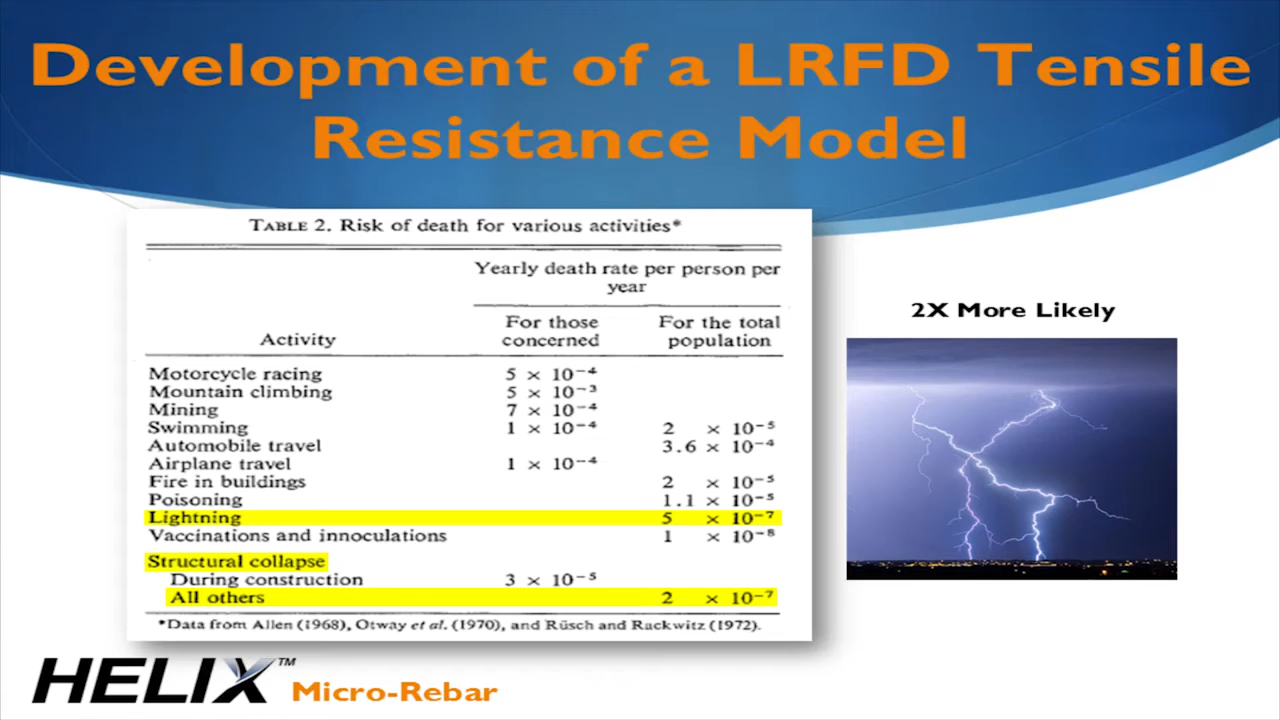 Development of a LRFD Tensile
Resistance Model
TABLE 2. Risk of death for various activities*
Yearly death rate per person per
year
For those For the total
Activity concerned population
Motorcycle racing 5 × 10⁻⁴
Mountain climbing 5 × 10⁻³
Mining 7 × 10⁻⁴
Swimming 1 × 10⁻⁴ 2 × 10⁻⁵
Automobile travel 3.6 × 10⁻⁴
Airplane travel 1 × 10⁻⁴
Fire in buildings 2 × 10⁻⁵
Poisoning 1.1 × 10⁻⁵
Lightning 5 × 10⁻⁷
Vaccinations and innoculations 1 × 10⁻⁸
Structural collapse
During construction 3 × 10⁻⁵
All others 2 × 10⁻⁷
*Data from Allen (1968), Otway et al. (1970), and Rüsch and Rackwitz (1972).
2X More Likely
HELIX™ Micro-Rebar